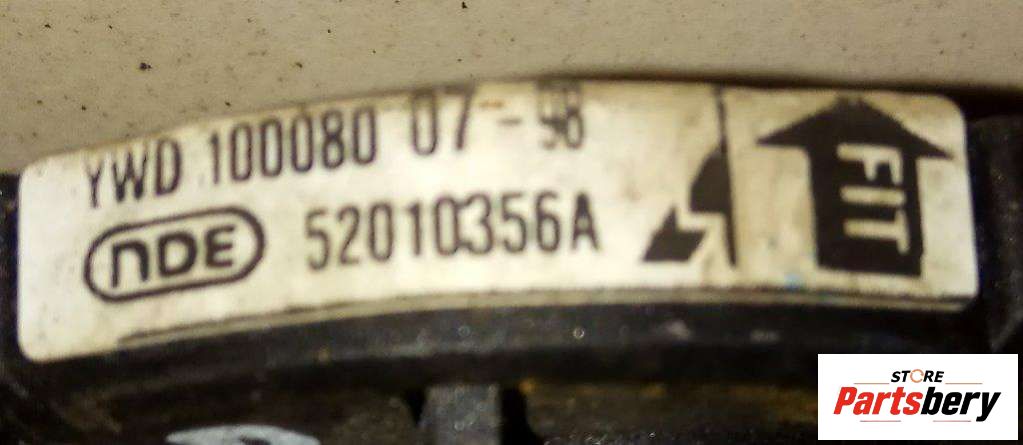 YWD 100080 07-98
NDE 52010356A
FIT
STORE
Partsbery